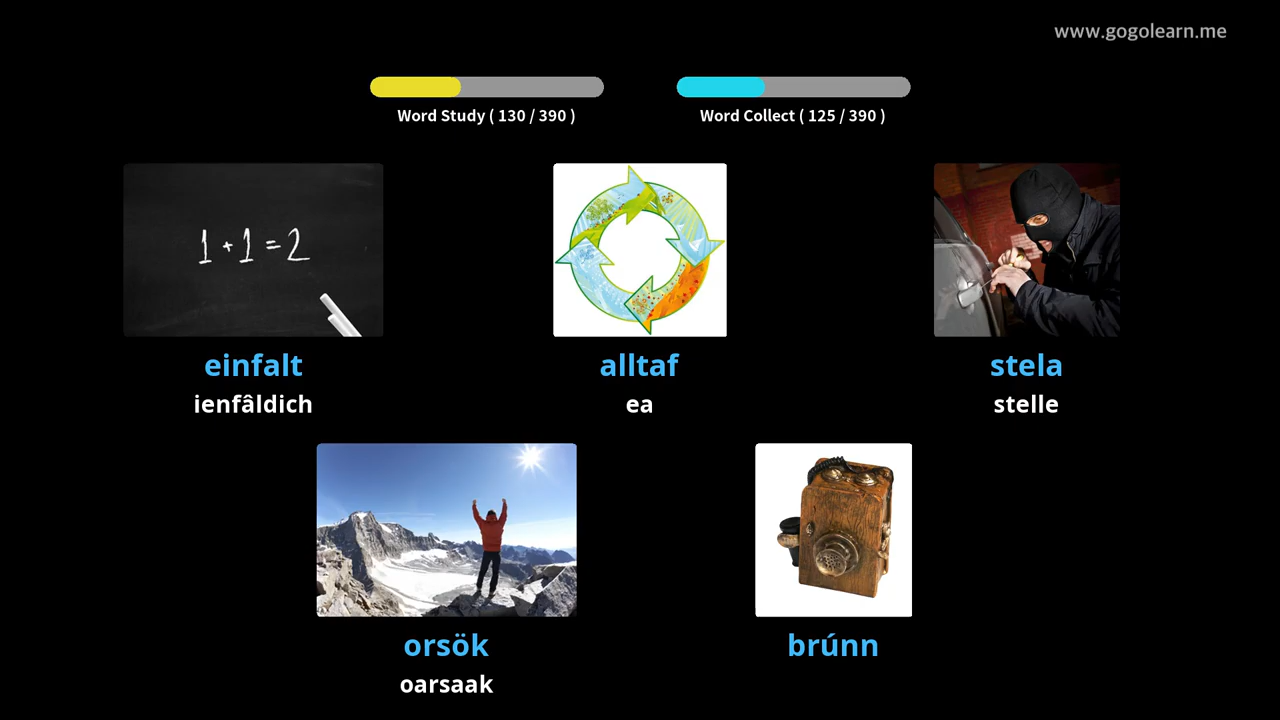 www.gogolearn.me
Word Study ( 130 / 390 )
Word Collect ( 125 / 390 )
1 + 1 = 2
einfalt
ienfâldich
alltaf
ea
stela
stelle
orsök
oarsaak
brúnn